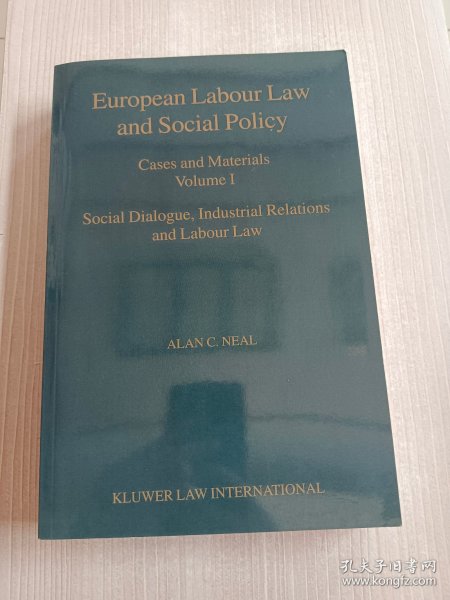 European Labour Law
and Social Policy
Cases and Materials
Volume I
Social Dialogue, Industrial Relations
and Labour Law
ALAN C. NEAL
KLUWER LAW INTERNATIONAL
孔夫子旧书网
www.kongfz.com